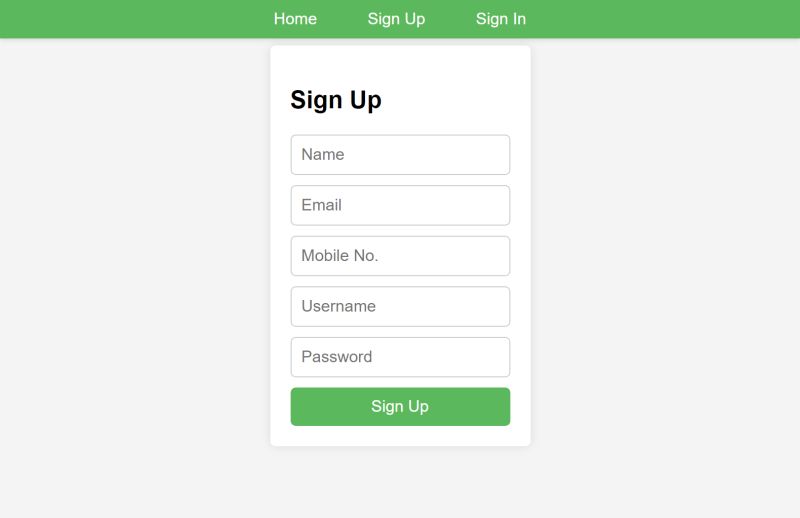 Home Sign Up Sign In
Sign Up
Name
Email
Mobile No.
Username
Password
Sign Up